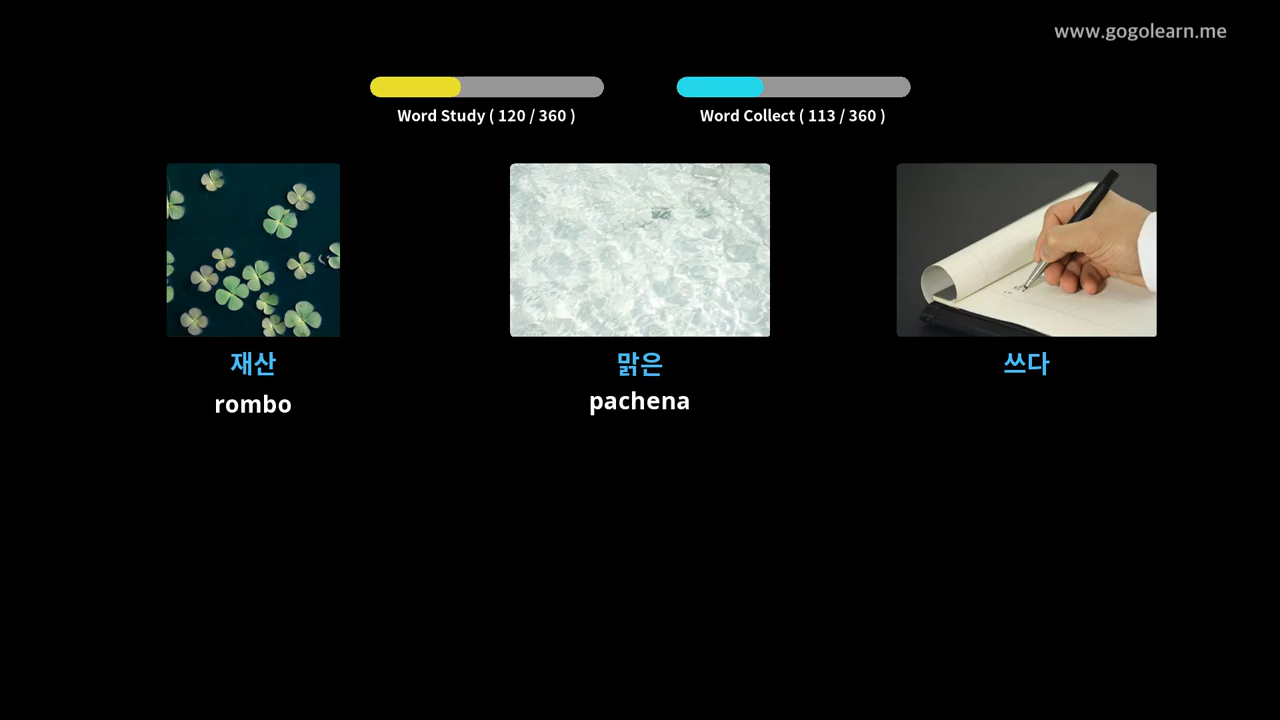 www.gogolearn.me
Word Study ( 120 / 360 )
Word Collect ( 113 / 360 )
재산
맑은
쓰다
rombo
pachena